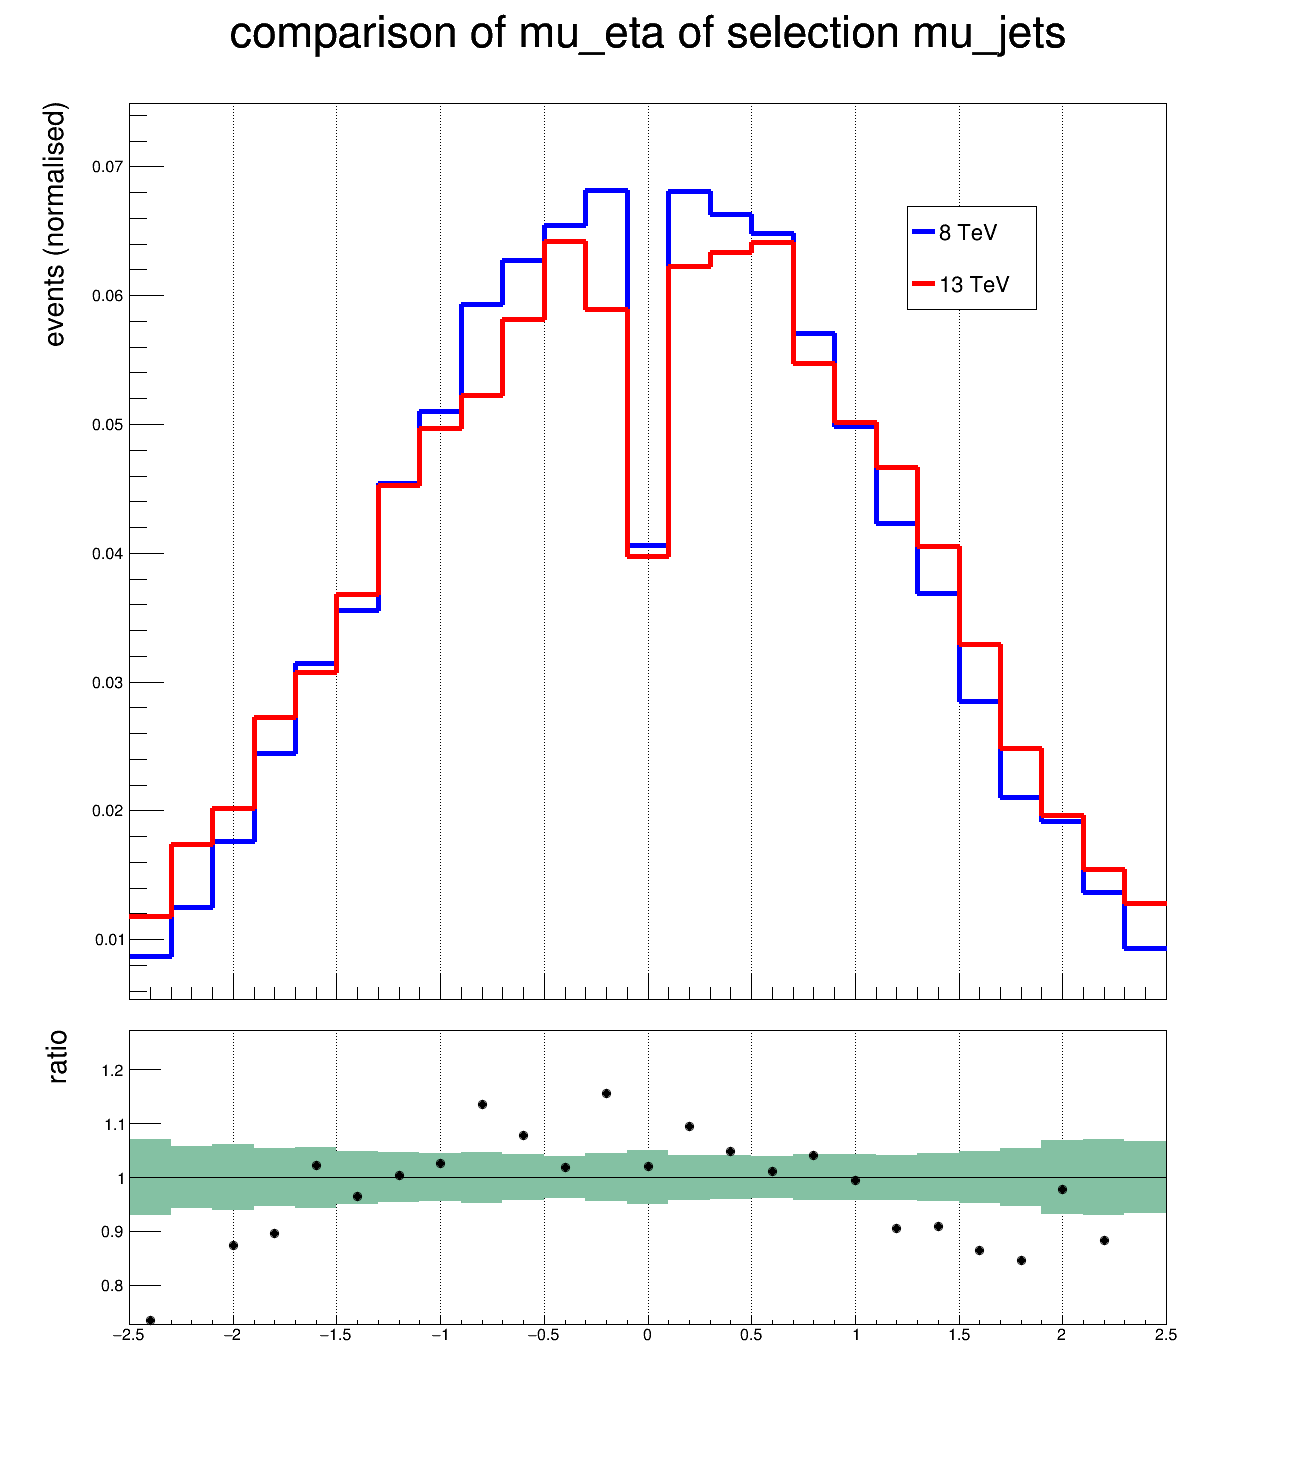 comparison of mu_eta of selection mu_jets
events (normalised)
0.07
0.06
0.05
0.04
0.03
0.02
0.01
8 TeV
13 TeV
ratio
1.2
1.1
1
0.9
0.8
−2.5 −2 −1.5 −1 −0.5 0 0.5 1 1.5 2 2.5